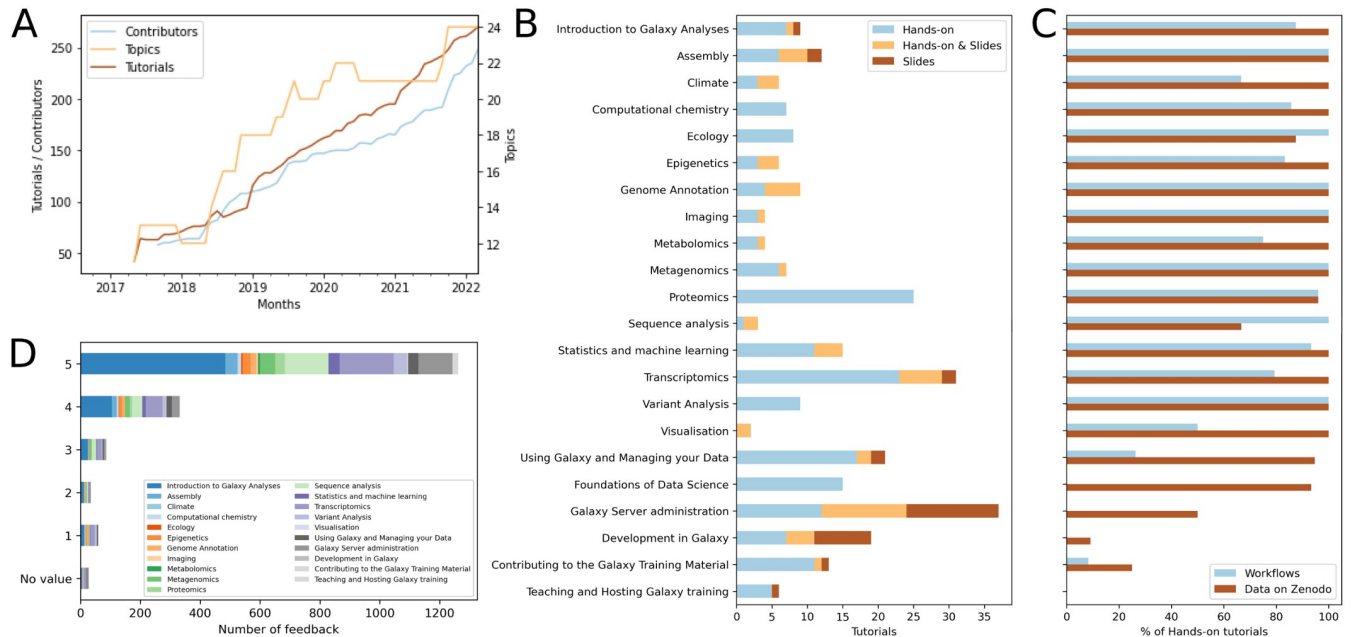 A
Contributors
Topics
Tutorials
Tutorials / Contributors
250
200
150
100
50
24
22
20
18
16
14
12
Topics
2017 2018 2019 2020 2021 2022
Months
B
Hands-on
Hands-on & Slides
Slides
Introduction to Galaxy Analyses
Assembly
Climate
Computational chemistry
Ecology
Epigenetics
Genome Annotation
Imaging
Metabolomics
Metagenomics
Proteomics
Sequence analysis
Statistics and machine learning
Transcriptomics
Variant Analysis
Visualisation
Using Galaxy and Managing your Data
Foundations of Data Science
Galaxy Server administration
Development in Galaxy
Contributing to the Galaxy Training Material
Teaching and Hosting Galaxy training
0 5 10 15 20 25 30 35
Tutorials
C
Workflows
Data on Zenodo
0 20 40 60 80 100
% of Hands-on tutorials
D
5
4
3
2
1
No value
Introduction to Galaxy Analyses
Assembly
Climate
Computational chemistry
Ecology
Epigenetics
Genome Annotation
Imaging
Metabolomics
Metagenomics
Proteomics
Sequence analysis
Statistics and machine learning
Transcriptomics
Variant Analysis
Visualisation
Using Galaxy and Managing your Data
Galaxy Server administration
Development in Galaxy
Contributing to the Galaxy Training Material
Teaching and Hosting Galaxy training
0 200 400 600 800 1000 1200
Number of feedback